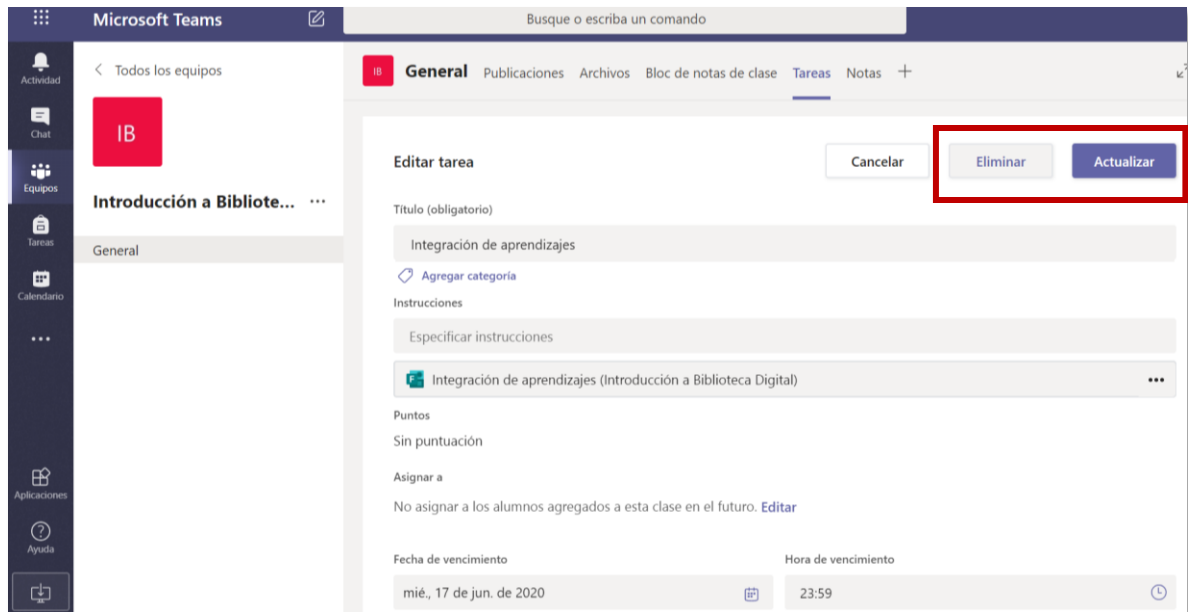 Microsoft Teams
Busque o escriba un comando
Actividad
Chat
Equipos
Tareas
Calendario
Aplicaciones
Ayuda
Todos los equipos
IB
Introducción a Bibliote... ...
General
IB General Publicaciones Archivos Bloc de notas de clase Tareas Notas +
Editar tarea Cancelar Eliminar Actualizar
Título (obligatorio)
Integración de aprendizajes
Agregar categoría
Instrucciones
Especificar instrucciones
Integración de aprendizajes (Introducción a Biblioteca Digital) ...
Puntos
Sin puntuación
Asignar a
No asignar a los alumnos agregados a esta clase en el futuro. Editar
Fecha de vencimiento Hora de vencimiento
mié., 17 de jun. de 2020 23:59